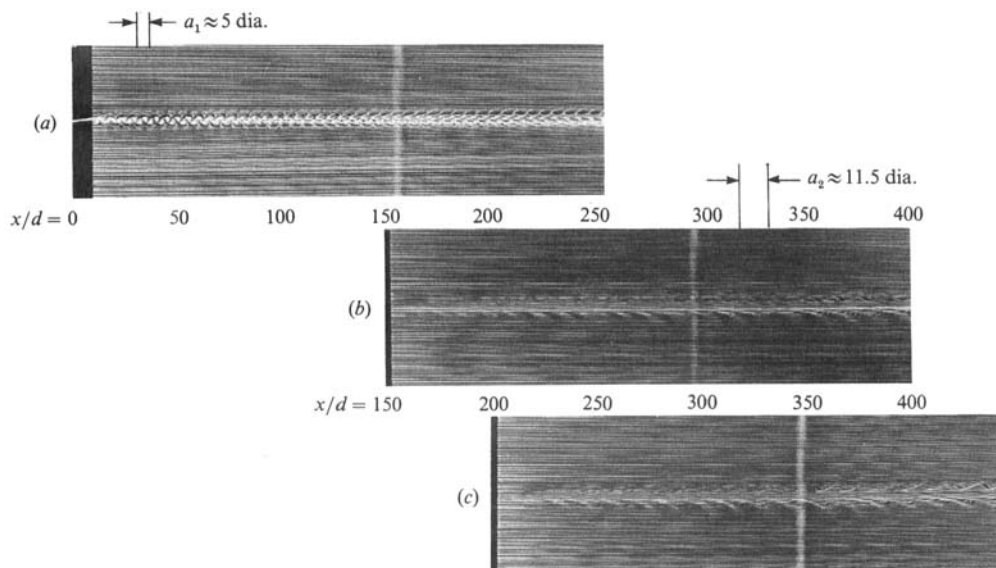 a₁ ≈ 5 dia.
(a)
a₂ ≈ 11.5 dia.
x/d = 0 50 100 150 200 250 300 350 400
(b)
x/d = 150 200 250 300 350 400
(c)